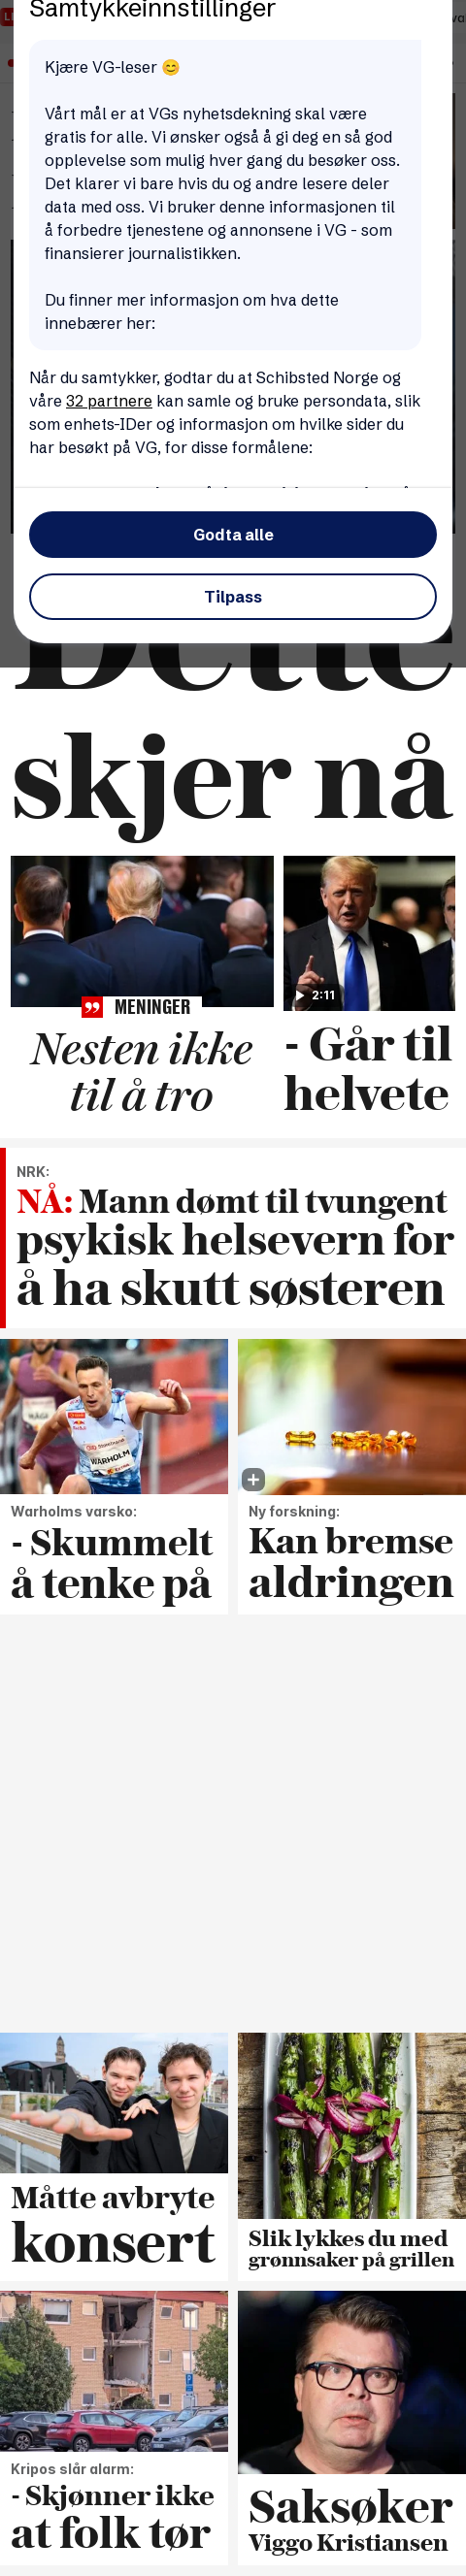 Samtykkeinnstillinger
Kjære VG-leser 😊
Vårt mål er at VGs nyhetsdekning skal være
gratis for alle. Vi ønsker også å gi deg en så god
opplevelse som mulig hver gang du besøker oss.
Det klarer vi bare hvis du og andre lesere deler
data med oss. Vi bruker denne informasjonen til
å forbedre tjenestene og annonsene i VG - som
finansierer journalistikken.
Du finner mer informasjon om hva dette
innebærer her:
Når du samtykker, godtar du at Schibsted Norge og
våre 32 partnere kan samle og bruke persondata, slik
som enhets-IDer og informasjon om hvilke sider du
har besøkt på VG, for disse formålene:
Godta alle
Tilpass
Dette
skjer nå
2:11
MENINGER
Nesten ikke
til å tro
- Går til
helvete
NRK:
NÅ: Mann dømt til tvungent
psykisk helsevern for
å ha skutt søsteren
WARHOLM
Warholms varsko:
- Skummelt
å tenke på
Ny forskning:
Kan bremse
aldringen
Måtte avbryte
konsert
Slik lykkes du med
grønnsaker på grillen
Kripos slår alarm:
- Skjønner ikke
at folk tør
Saksøker
Viggo Kristiansen